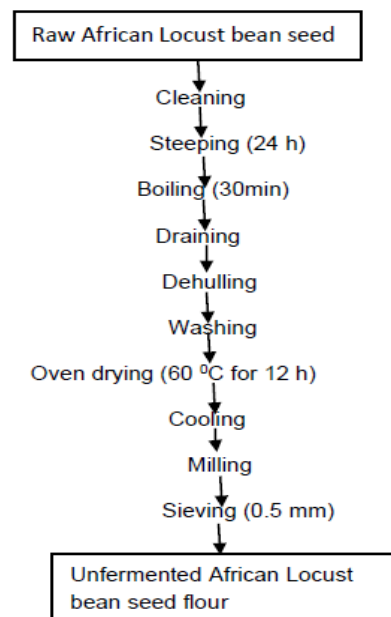 Raw African Locust bean seed
Cleaning
Steeping (24 h)
Boiling (30min)
Draining
Dehulling
Washing
Oven drying (60 ⁰C for 12 h)
Cooling
Milling
Sieving (0.5 mm)
Unfermented African Locust
bean seed flour